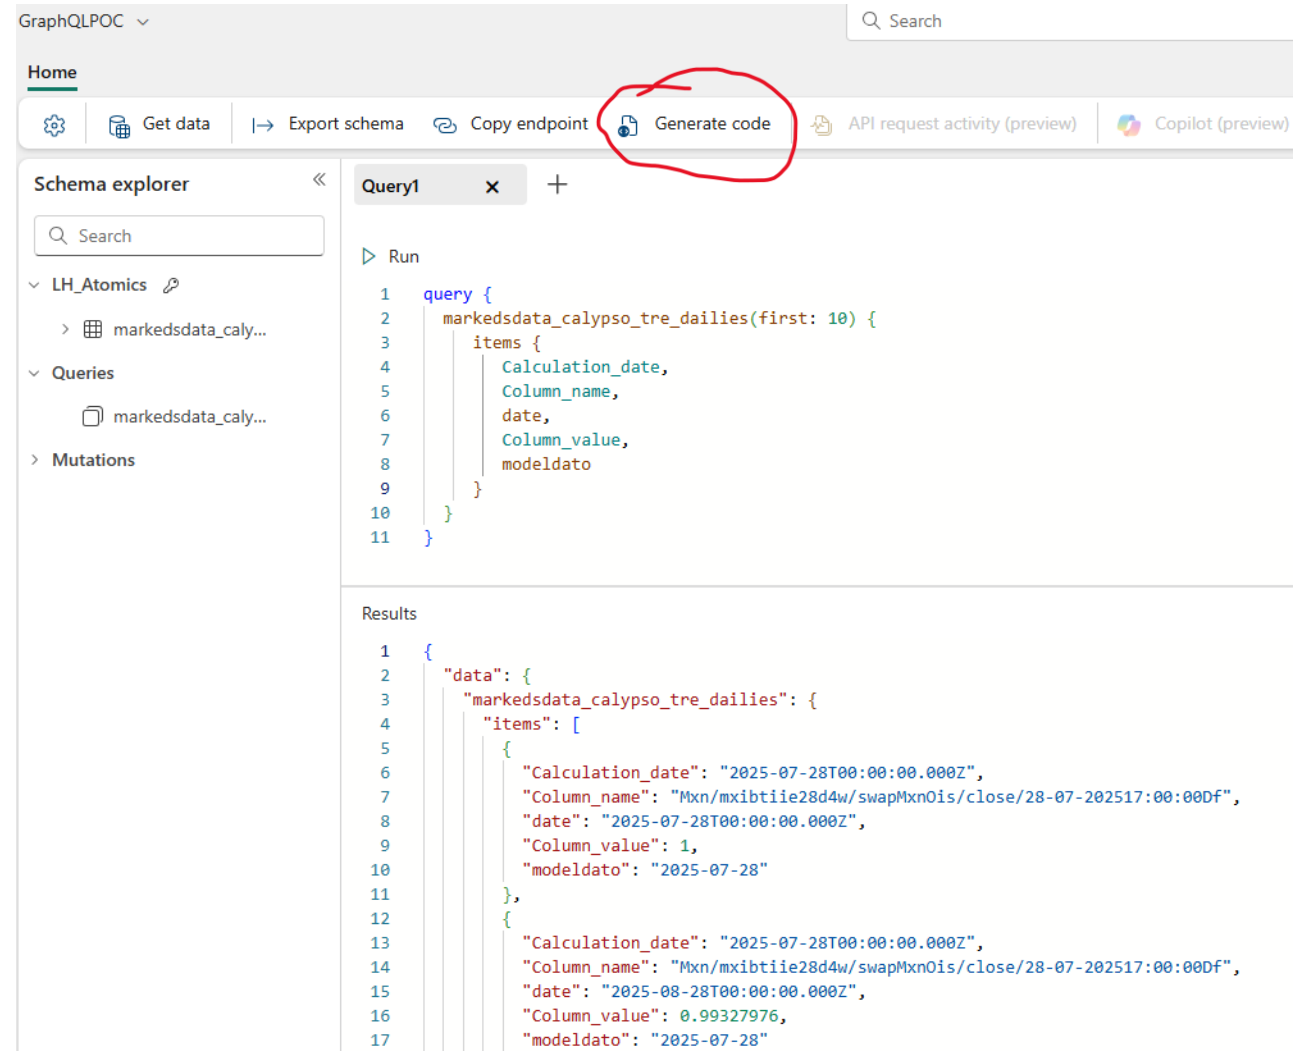 GraphQLPOC
Search
Home
Get data
Export schema
Copy endpoint
Generate code
API request activity (preview)
Copilot (preview)
Schema explorer
Search
LH_Atomics
markedsdata_caly...
Queries
markedsdata_caly...
Mutations
Query1
Run
1 query {
2 markedsdata_calypso_tre_dailies(first: 10) {
3 items {
4 Calculation_date,
5 Column_name,
6 date,
7 Column_value,
8 modeldato
9 }
10 }
11 }
Results
1 {
2 "data": {
3 "markedsdata_calypso_tre_dailies": {
4 "items": [
5 {
6 "Calculation_date": "2025-07-28T00:00:00.000Z",
7 "Column_name": "Mxn/mxibtiie28d4w/swapMxnOis/close/28-07-202517:00:00Df",
8 "date": "2025-07-28T00:00:00.000Z",
9 "Column_value": 1,
10 "modeldato": "2025-07-28"
11 },
12 {
13 "Calculation_date": "2025-07-28T00:00:00.000Z",
14 "Column_name": "Mxn/mxibtiie28d4w/swapMxnOis/close/28-07-202517:00:00Df",
15 "date": "2025-08-28T00:00:00.000Z",
16 "Column_value": 0.99327976,
17 "modeldato": "2025-07-28"